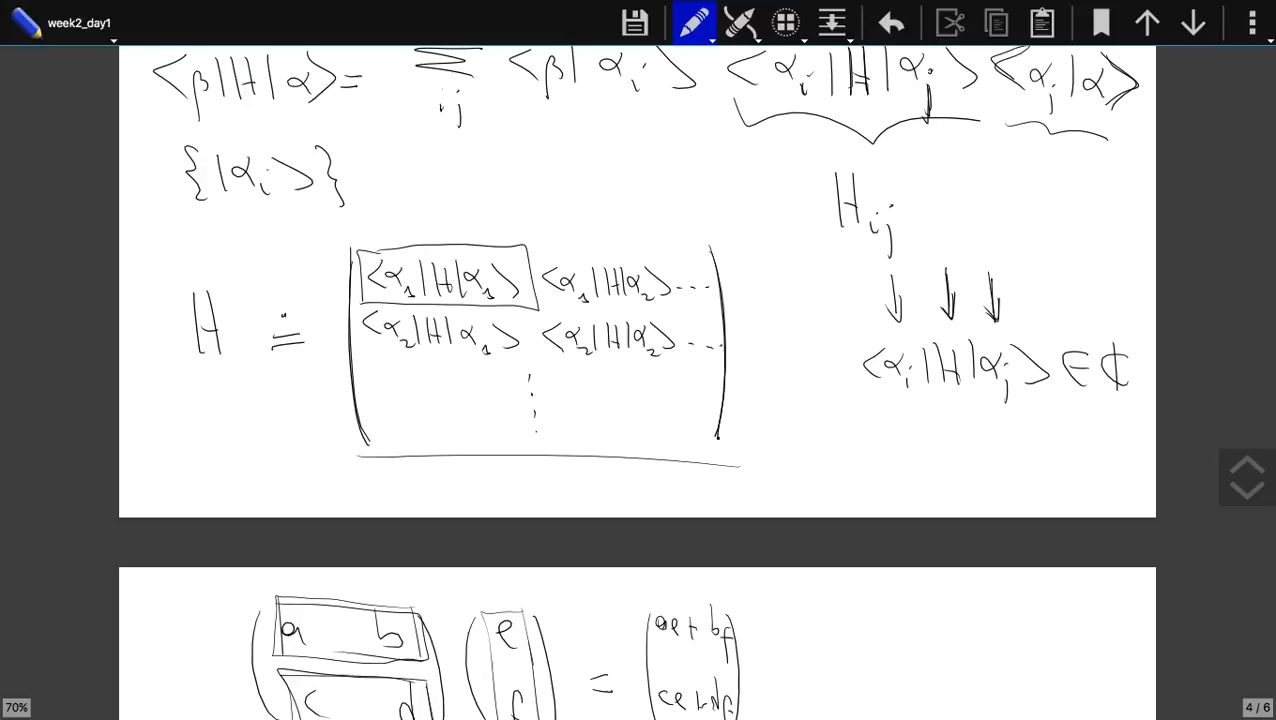 week2_day1
<β|H|α> = Σ_ij <β|α_i> <α_i|H|α_j> <α_j|α>
{|α_i>}
H_ij
H ≐ ( <α_1|H|α_1> <α_1|H|α_2> ...
<α_2|H|α_1> <α_2|H|α_2> ...
⋮ )
↓ ↓ ↓
<α_i|H|α_j> ∈ ℂ
( a b ) ( e ) = ( ae + bf )
( c d ) ( f ) ( ce + df )
70%
4 / 6